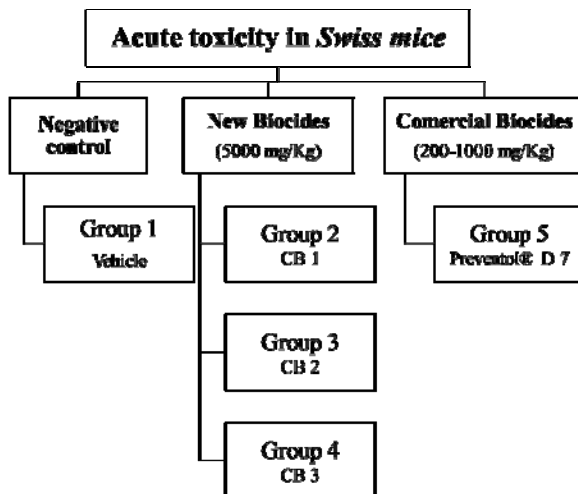 Acute toxicity in Swiss mice
Negative
control
New Biocides
(5000 mg/Kg)
Comercial Biocides
(200-1000 mg/Kg)
Group 1
Vehicle
Group 2
CB 1
Group 5
Preventol® D 7
Group 3
CB 2
Group 4
CB 3